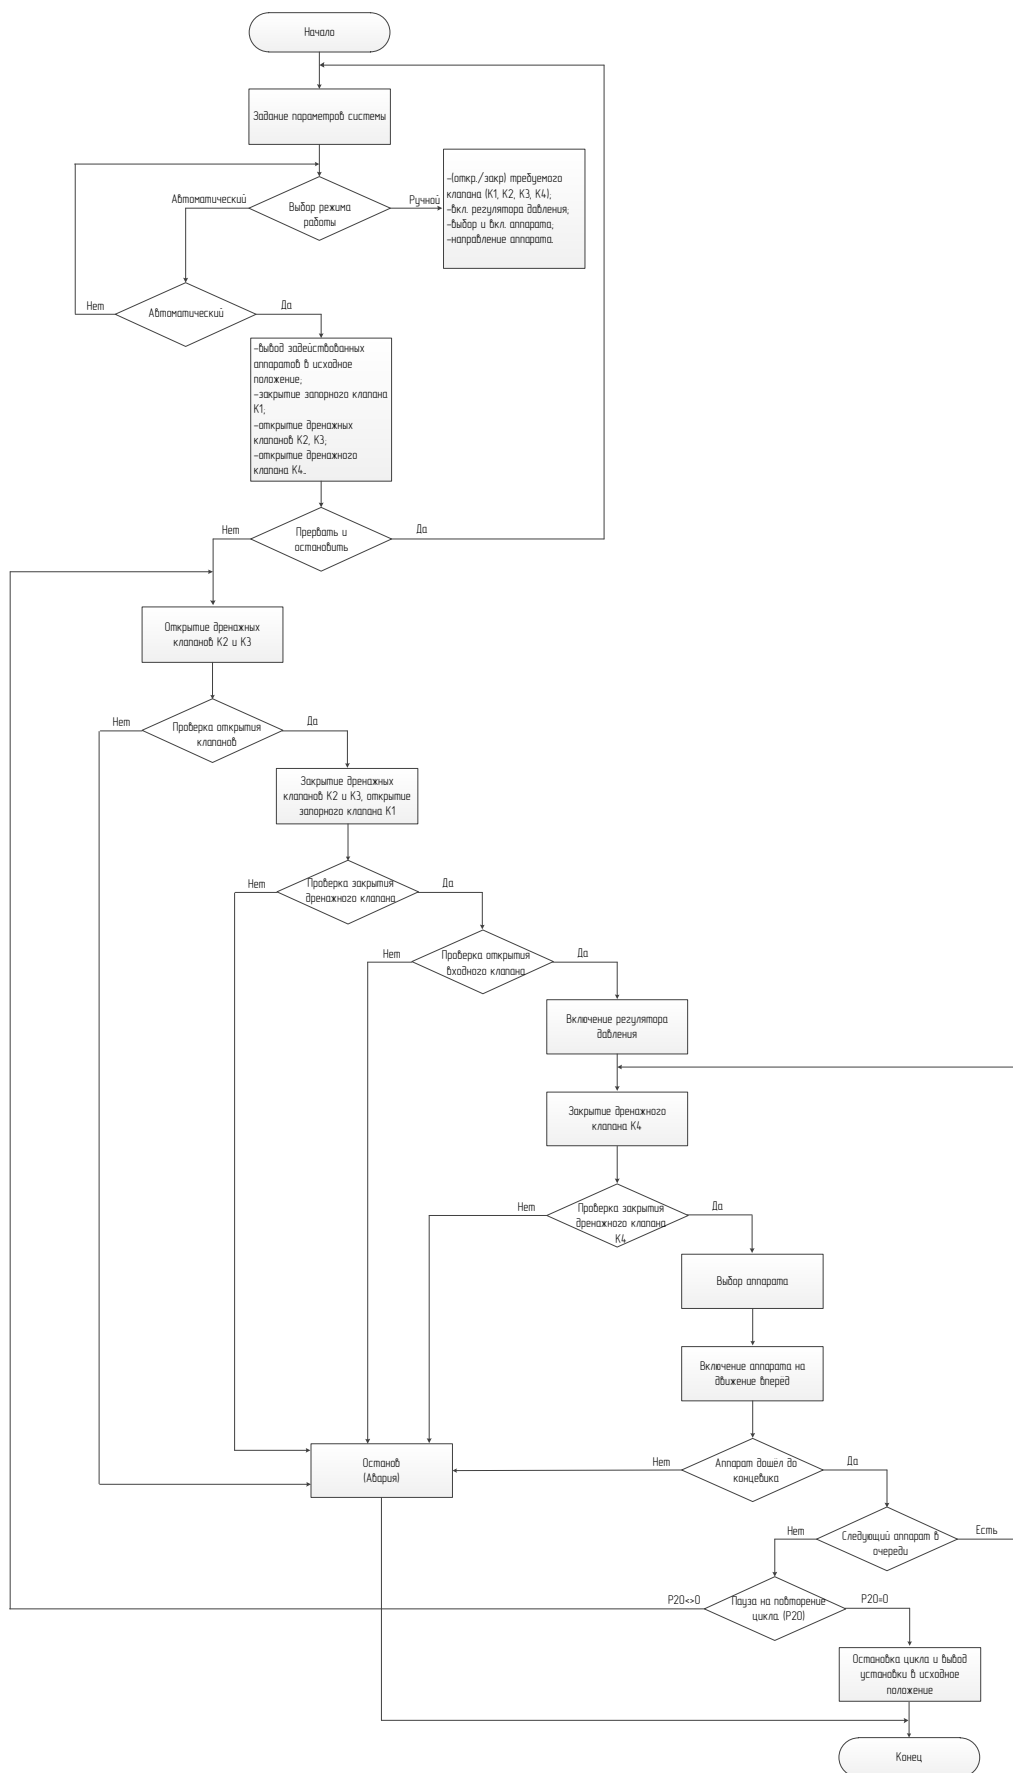 Начало
Задание параметров системы
Автоматический
Выбор режима
работы
Ручной
-(откр./закр) требуемого
клапана (К1, К2, К3, К4);
-вкл. регулятора давления;
-выбор и вкл. аппарата;
-направление аппарата.
Нет
Автоматический
Да
-вывод задействованных
аппаратов в исходное
положение;
-закрытие запорного клапана
К1;
-открытие дренажных
клапанов К2, К3;
-открытие дренажного
клапана К4..
Нет
Прервать и
остановить
Да
Открытие дренажных
клапанов К2 и К3
Нет
Проверка открытия
клапанов
Да
Закрытие дренажных
клапанов К2 и К3, открытие
запорного клапана К1
Нет
Проверка закрытия
дренажного клапана
Да
Нет
Проверка открытия
входного клапана
Да
Включение регулятора
давления
Закрытие дренажного
клапана К4
Нет
Проверка закрытия
дренажного клапана
К4
Да
Выбор аппарата
Включение аппарата на
движение вперёд
Останов
(Авария)
Нет
Аппарат дошёл до
концевика
Да
Нет
Следующий аппарат в
очереди
Есть
Р20<>0
Пауза на повторение
цикла (Р20)
Р20=0
Остановка цикла и вывод
установки в исходное
положение
Конец